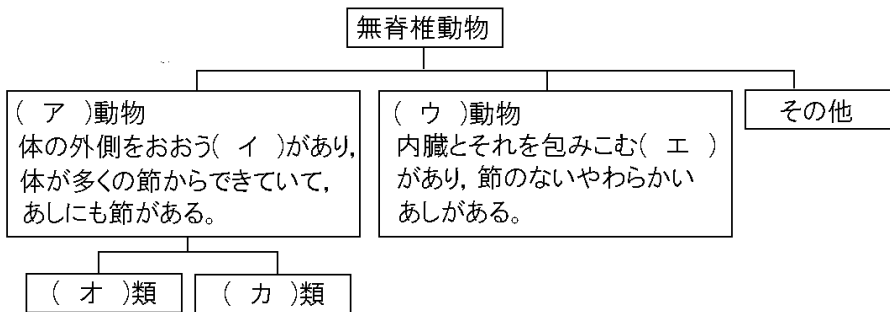 無脊椎動物
( ア )動物
体の外側をおおう( イ )があり,
体が多くの節からできていて,
あしにも節がある。
( ウ )動物
内臓とそれを包みこむ( エ )
があり, 節のないやわらかい
あしがある。
その他
( オ )類
( カ )類